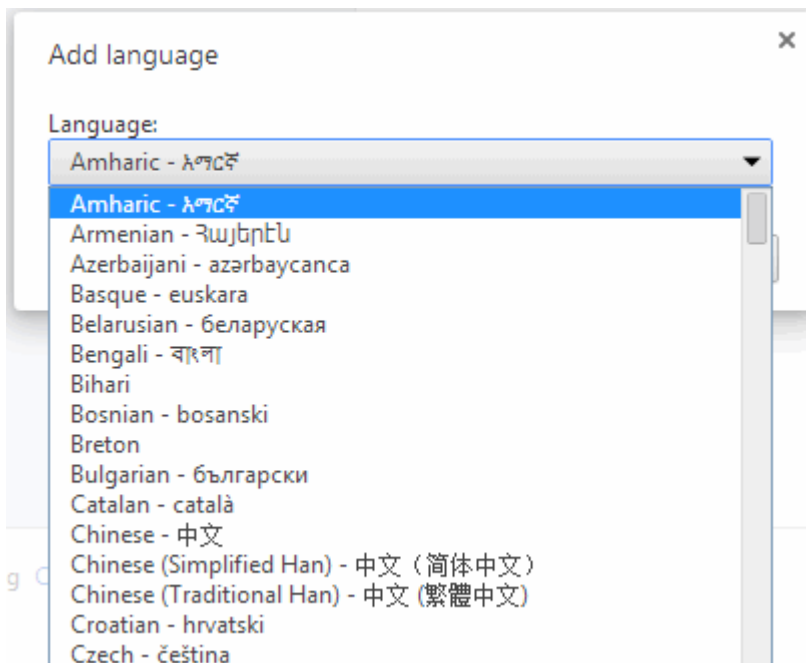 Add language
Language:
Amharic - አማርኛ
Amharic - አማርኛ
Armenian - Հայերէն
Azerbaijani - azərbaycanca
Basque - euskara
Belarusian - беларуская
Bengali - বাংলা
Bihari
Bosnian - bosanski
Breton
Bulgarian - български
Catalan - català
Chinese - 中文
Chinese (Simplified Han) - 中文（简体中文）
Chinese (Traditional Han) - 中文 (繁體中文)
Croatian - hrvatski
Czech - čeština